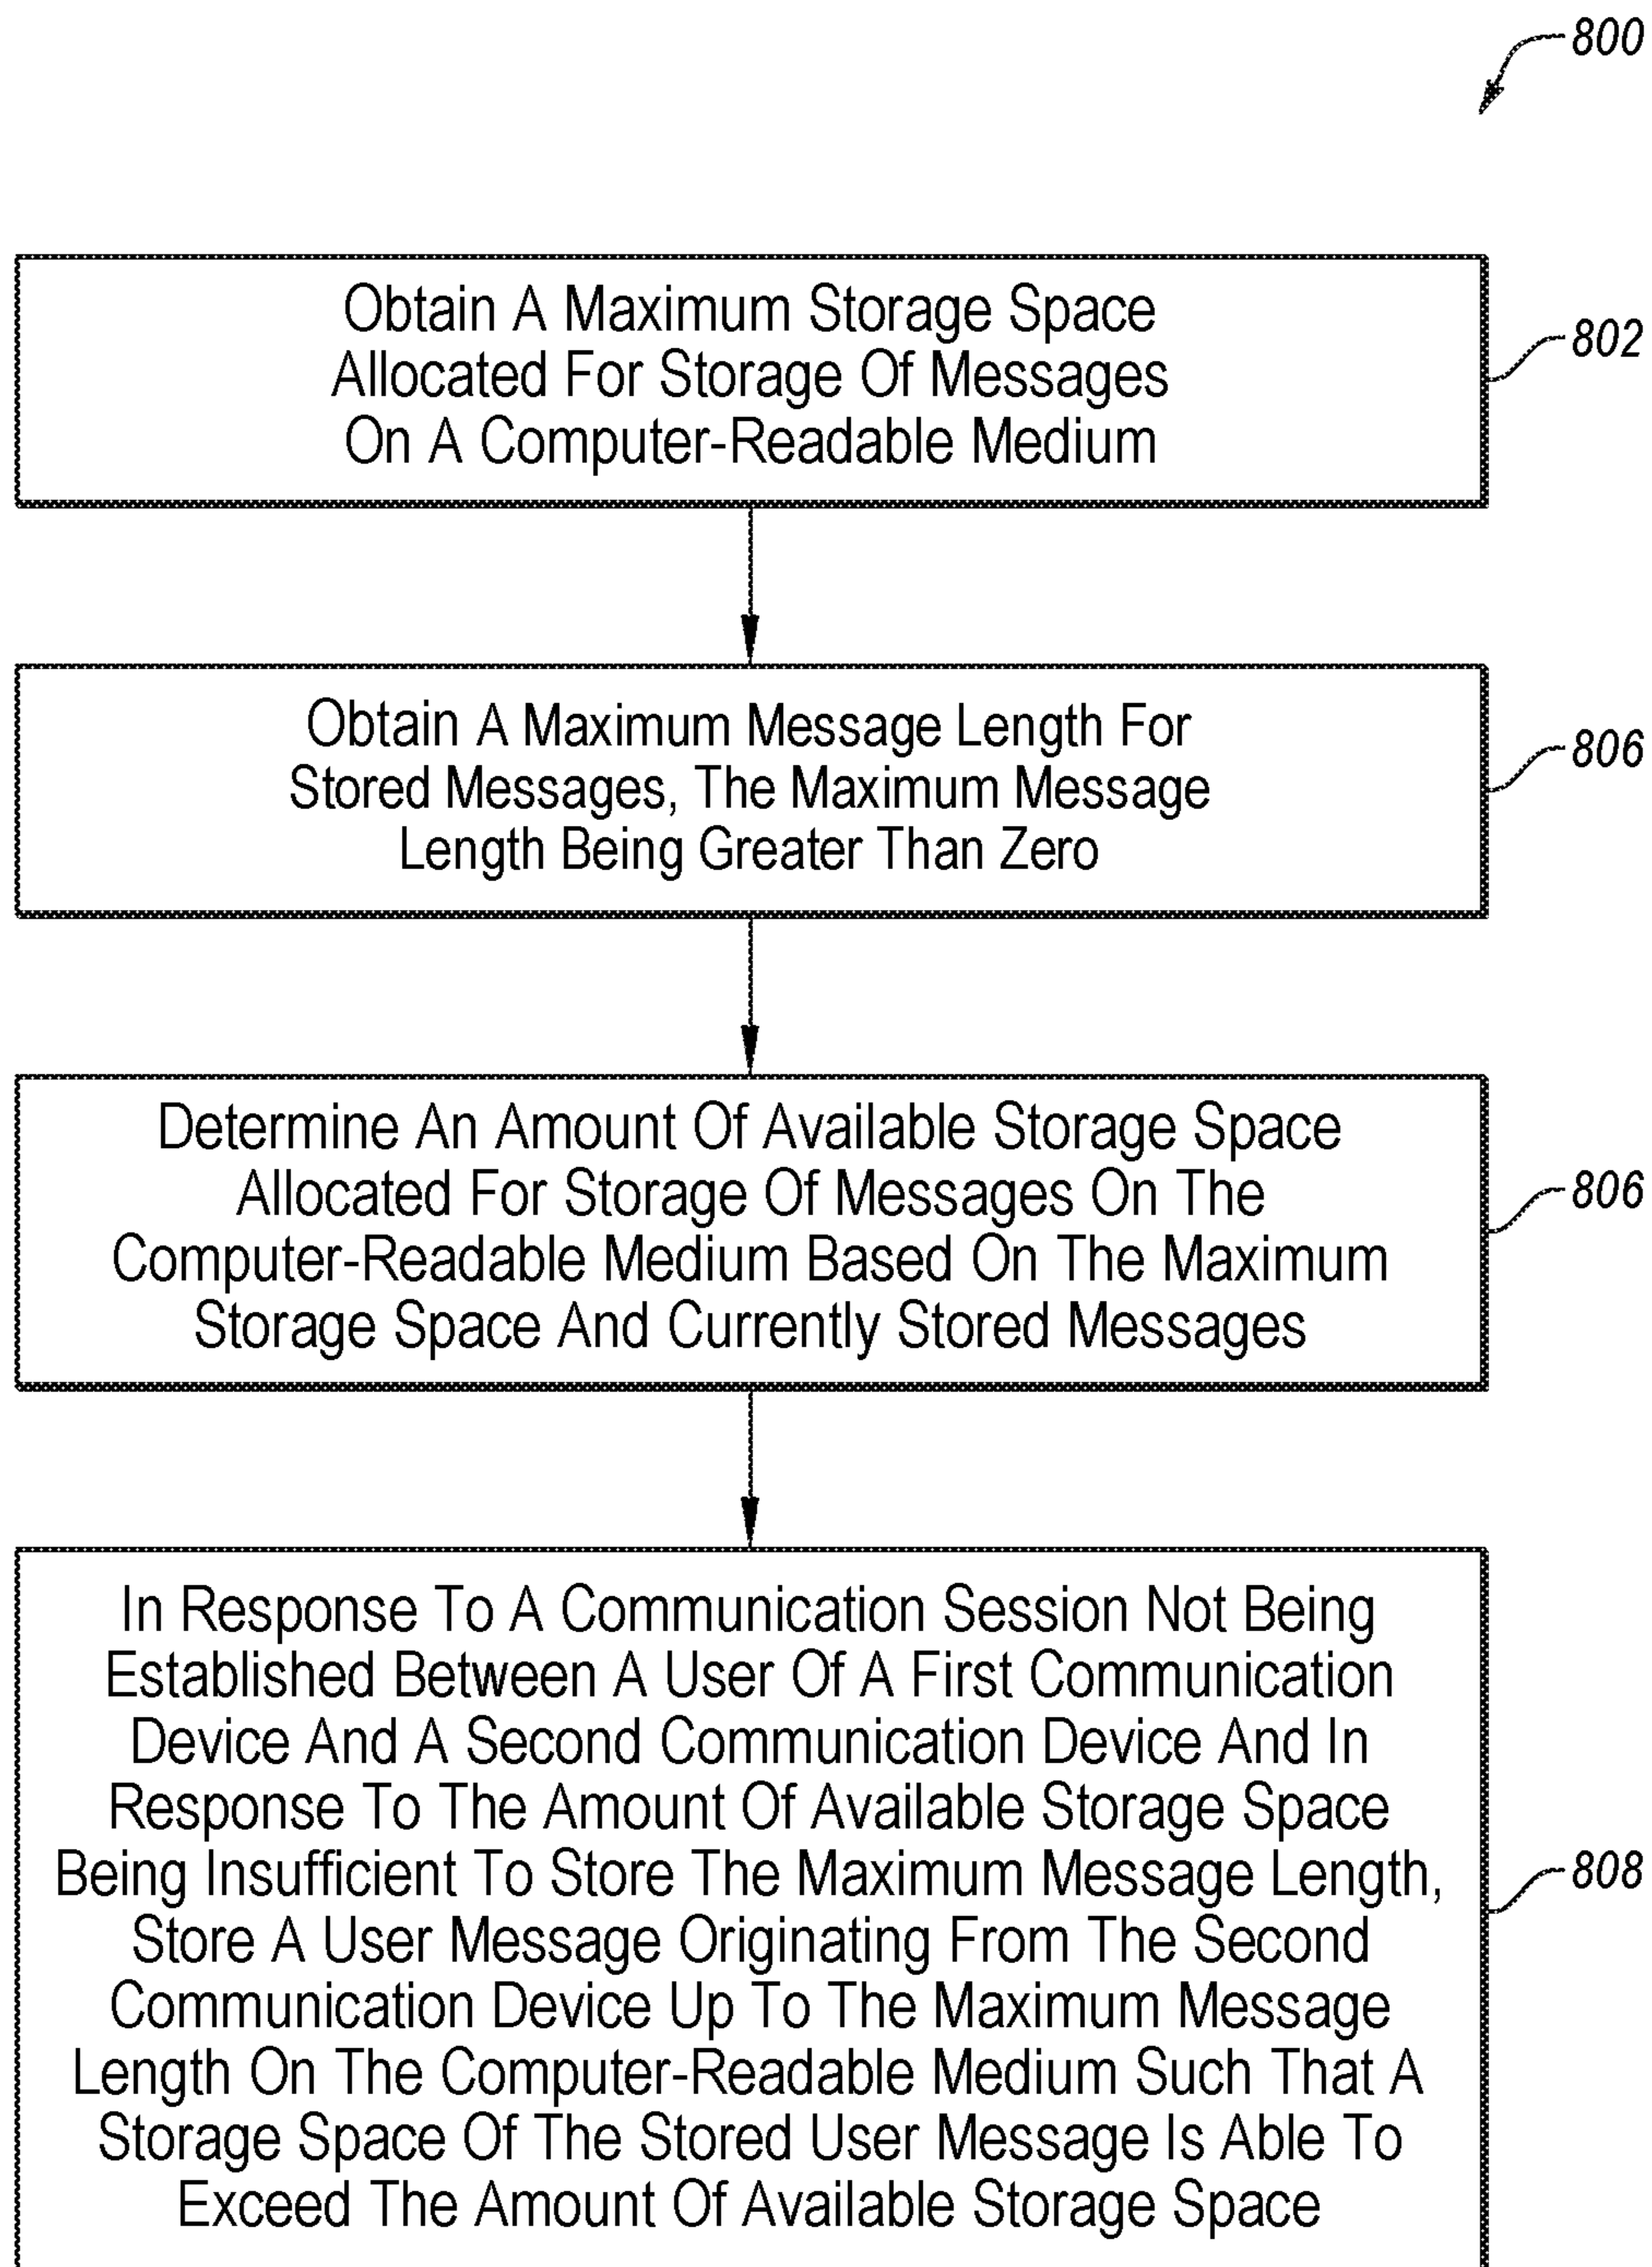 800
Obtain A Maximum Storage Space
Allocated For Storage Of Messages
On A Computer-Readable Medium
802
Obtain A Maximum Message Length For
Stored Messages, The Maximum Message
Length Being Greater Than Zero
806
Determine An Amount Of Available Storage Space
Allocated For Storage Of Messages On The
Computer-Readable Medium Based On The Maximum
Storage Space And Currently Stored Messages
806
In Response To A Communication Session Not Being
Established Between A User Of A First Communication
Device And A Second Communication Device And In
Response To The Amount Of Available Storage Space
Being Insufficient To Store The Maximum Message Length,
Store A User Message Originating From The Second
Communication Device Up To The Maximum Message
Length On The Computer-Readable Medium Such That A
Storage Space Of The Stored User Message Is Able To
Exceed The Amount Of Available Storage Space
808